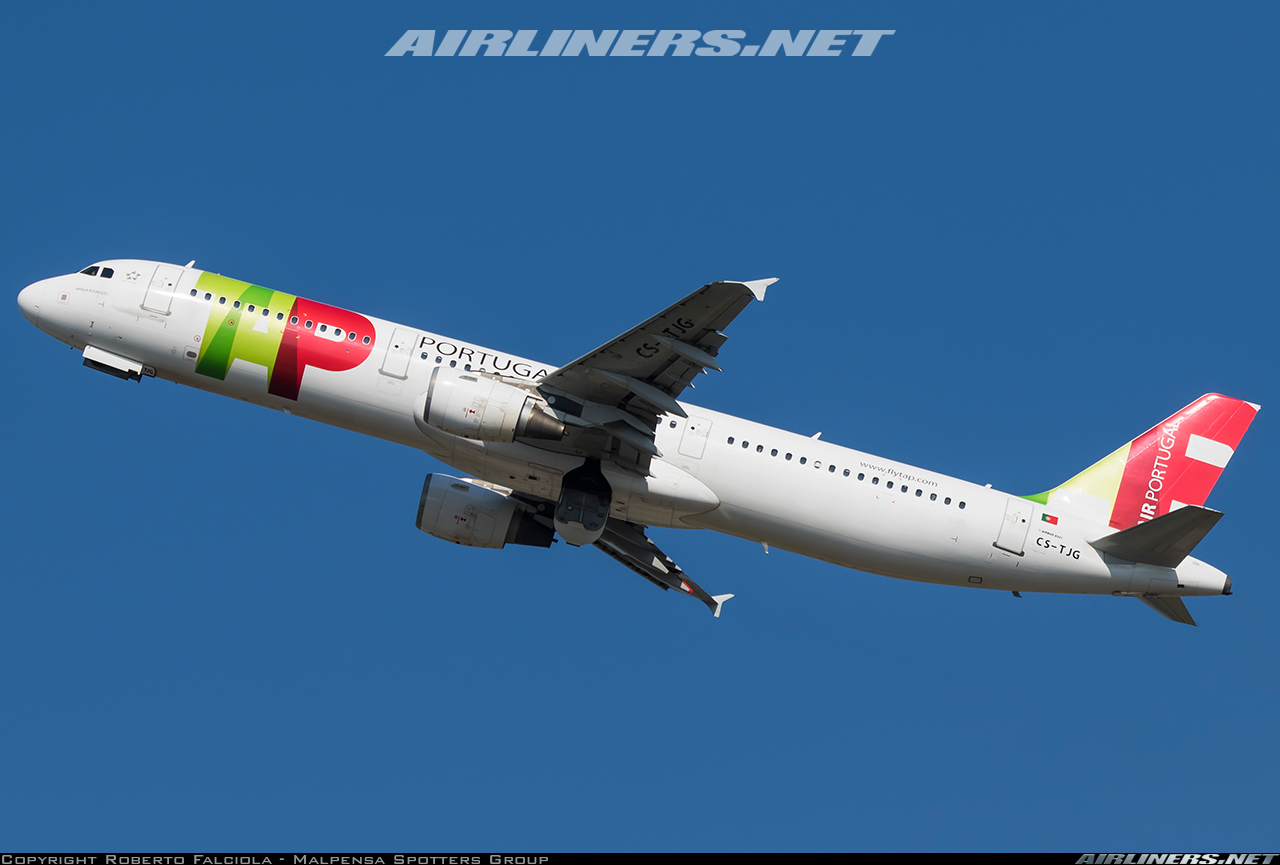 AIRLINERS.NET
TAP
PORTUGAL
CS-TJG
www.flytap.com
AIR PORTUGAL
CS-TJG
Copyright Roberto Falciola - Malpensa Spotters Group
AIRLINERS.NET